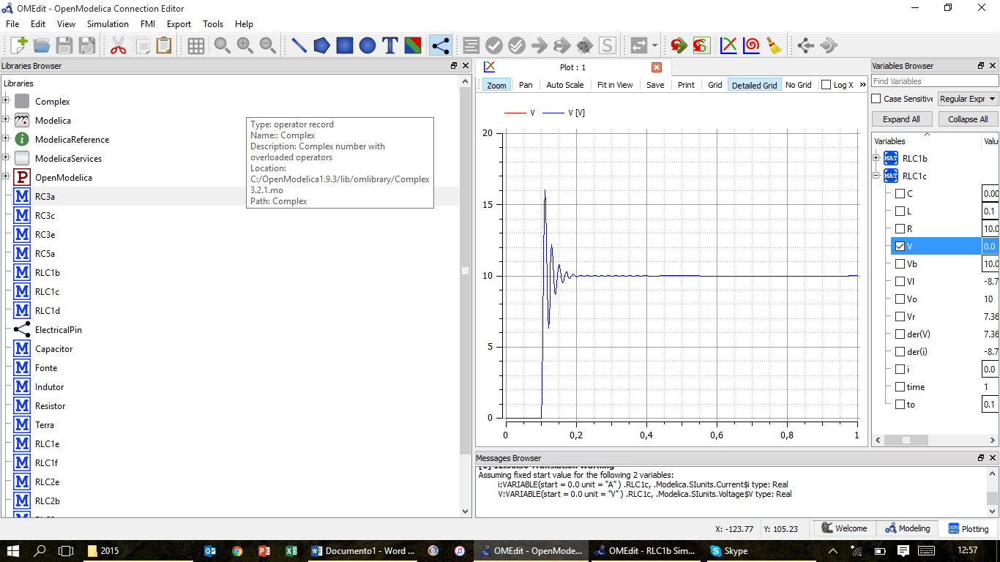 OMEdit - OpenModelica Connection Editor
File Edit View Simulation FMI Export Tools Help
Libraries Browser
Libraries
Complex
Modelica
ModelicaReference
ModelicaServices
OpenModelica
RC3a
RC3c
RC3e
RC5a
RLC1b
RLC1c
RLC1d
ElectricalPin
Capacitor
Fonte
Indutor
Resistor
Terra
RLC1e
RLC1f
RLC2e
RLC2b
Type: operator record
Name:: Complex
Description: Complex number with
overloaded operators
Location:
C:/OpenModelica1.9.3/lib/omlibrary/Complex
3.2.1.mo
Path: Complex
Plot : 1
Zoom Pan Auto Scale Fit in View Save Print Grid Detailed Grid No Grid Log X »
V V [V]
20
15
10
5
0
0 0,2 0,4 0,6 0,8 1
Messages Browser
[1] 12:56:50 Translation Warning
Assuming fixed start value for the following 2 variables:
i:VARIABLE(start = 0.0 unit = "A" ) .RLC1c, .Modelica.SIunits.Current$i type: Real
V:VARIABLE(start = 0.0 unit = "V" ) .RLC1c, .Modelica.SIunits.Voltage$V type: Real
Variables Browser
Find Variables
Case Sensitive Regular Expr
Expand All Collapse All
Variables Valu
RLC1b
RLC1c
C 0.00
L 0.1
R 10.0
V 0.0
Vb 10.0
Vl -8.7
Vo 10
Vr 7.36
der(V) 7.36
der(i) -8.7
i 0.0
time 1
to 0.1
X: -123.77 Y: 105.23 Welcome Modeling Plotting
2015 Documento1 - Word ... OMEdit - OpenMode... OMEdit - RLC1b Sim... Skype 12:57